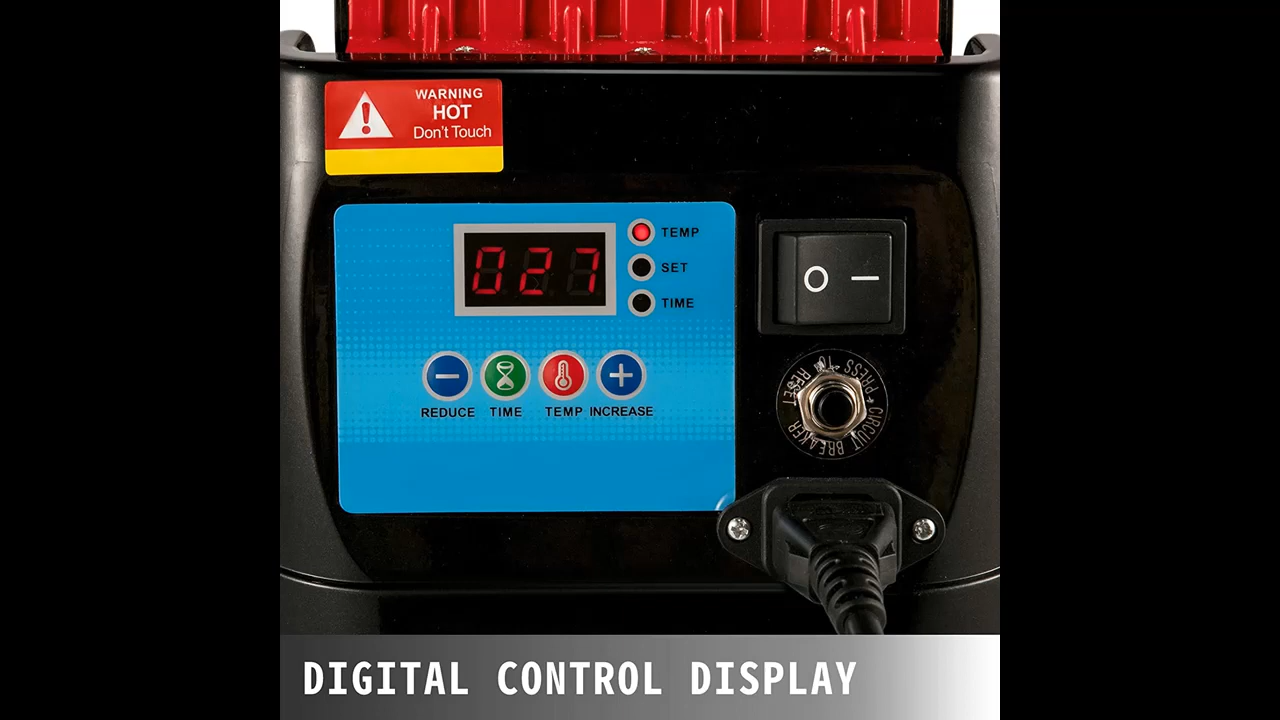 WARNING
HOT
Don't Touch
027
TEMP
SET
TIME
REDUCE TIME TEMP INCREASE
PRESS TO RESET
CIRCUIT BREAKER
DIGITAL CONTROL DISPLAY